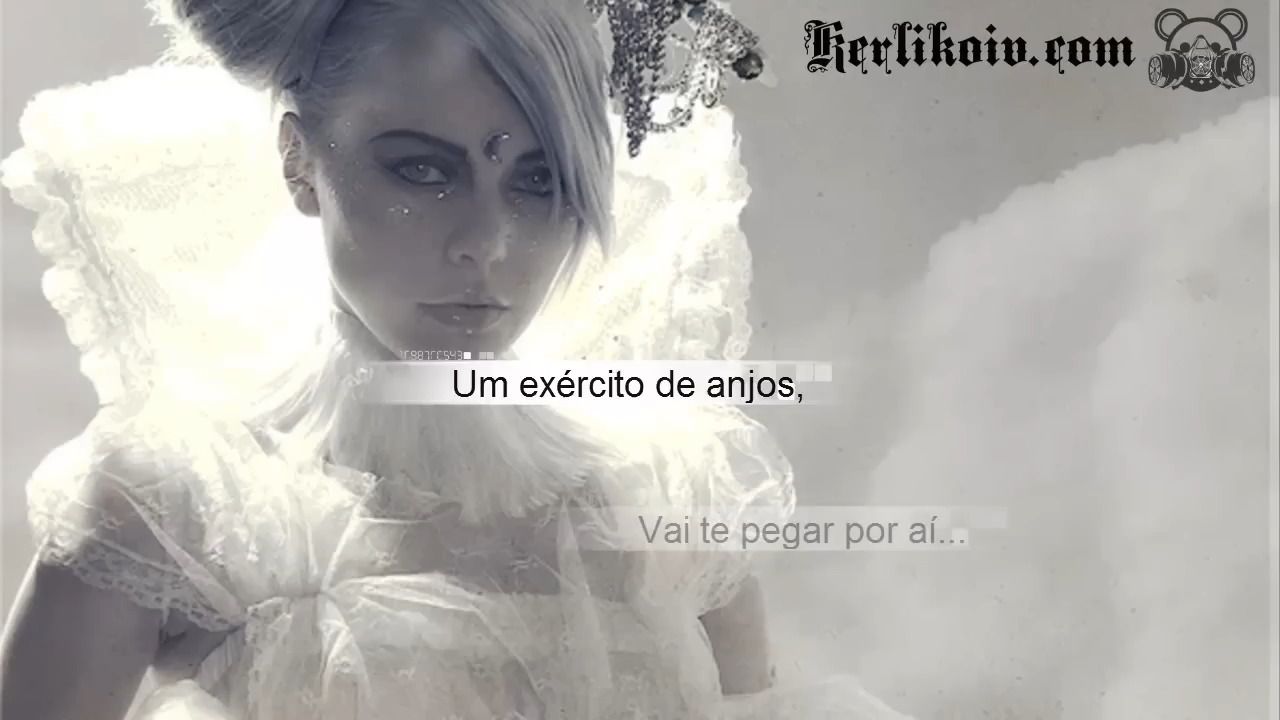 Kerlikoiv.com
Um exército de anjos,
Vai te pegar por aí...